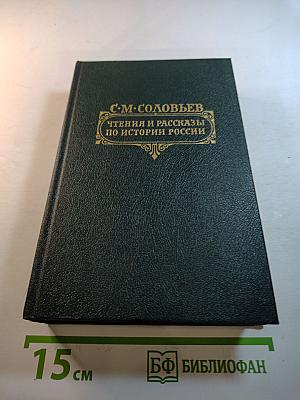 С·М·СОЛОВЬЕВ
ЧТЕНИЯ И РАССКАЗЫ
ПО ИСТОРИИ РОССИИ
15 см
БФ БИБЛИОФАН